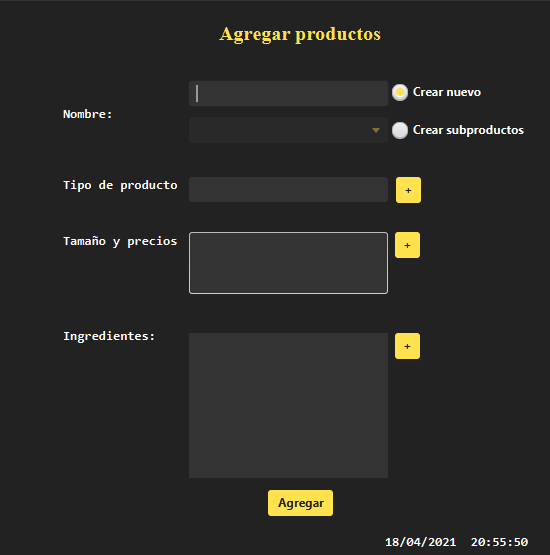 Agregar productos
Crear nuevo
Nombre:
Crear subproductos
Tipo de producto
+
Tamaño y precios
+
Ingredientes:
+
Agregar
18/04/2021 20:55:50